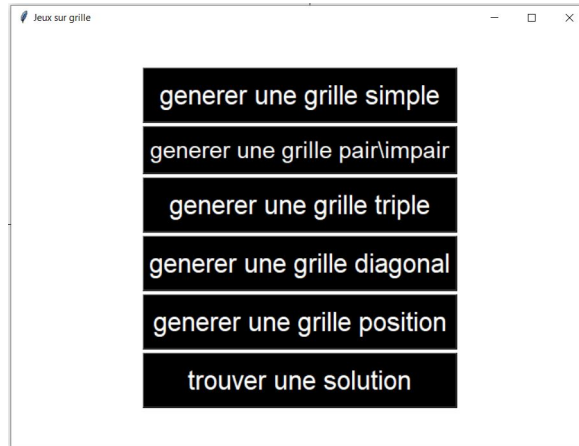 Jeux sur grille
generer une grille simple
generer une grille pair\impair
generer une grille triple
generer une grille diagonal
generer une grille position
trouver une solution